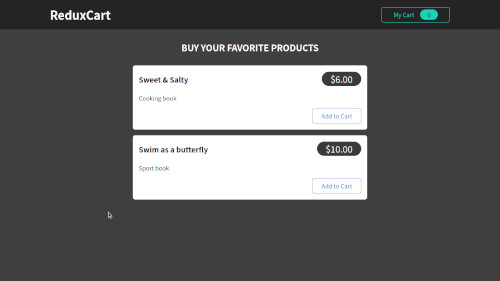 ReduxCart
My Cart 0
BUY YOUR FAVORITE PRODUCTS
Sweet & Salty
$6.00
Cooking book
Add to Cart
Swim as a butterfly
$10.00
Sport book
Add to Cart